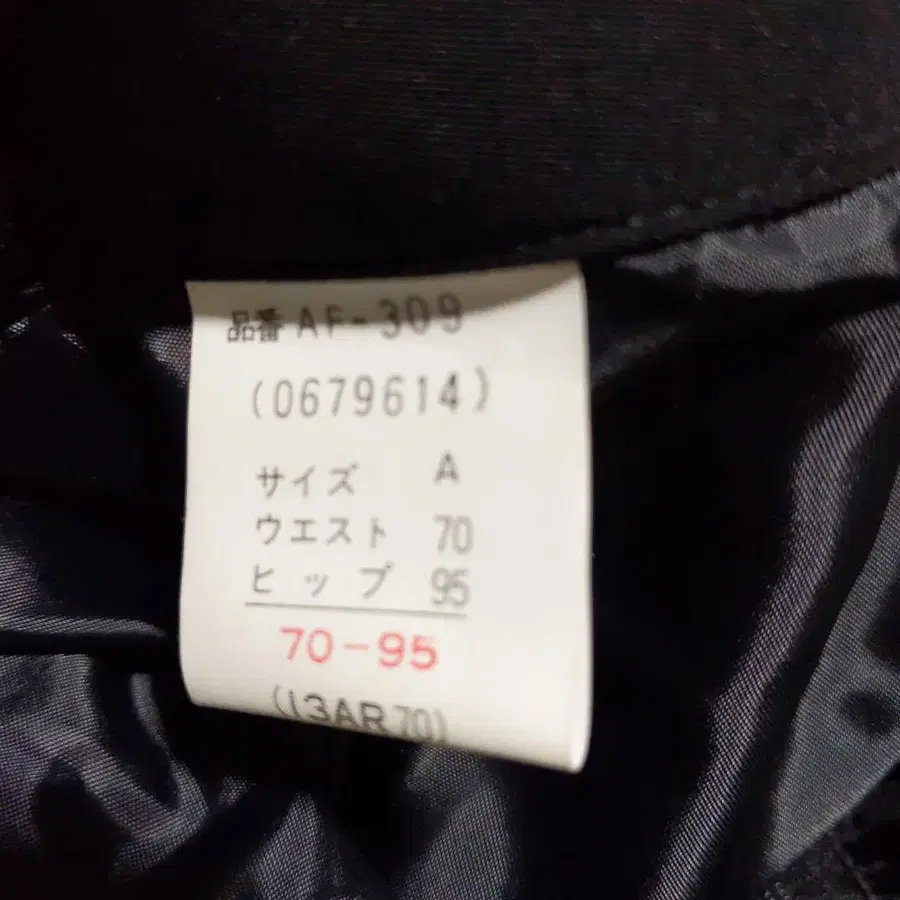 品番 AF-309
(0679614)
サイズ A
ウエスト 70
ヒップ 95
70-95
(13AR70)